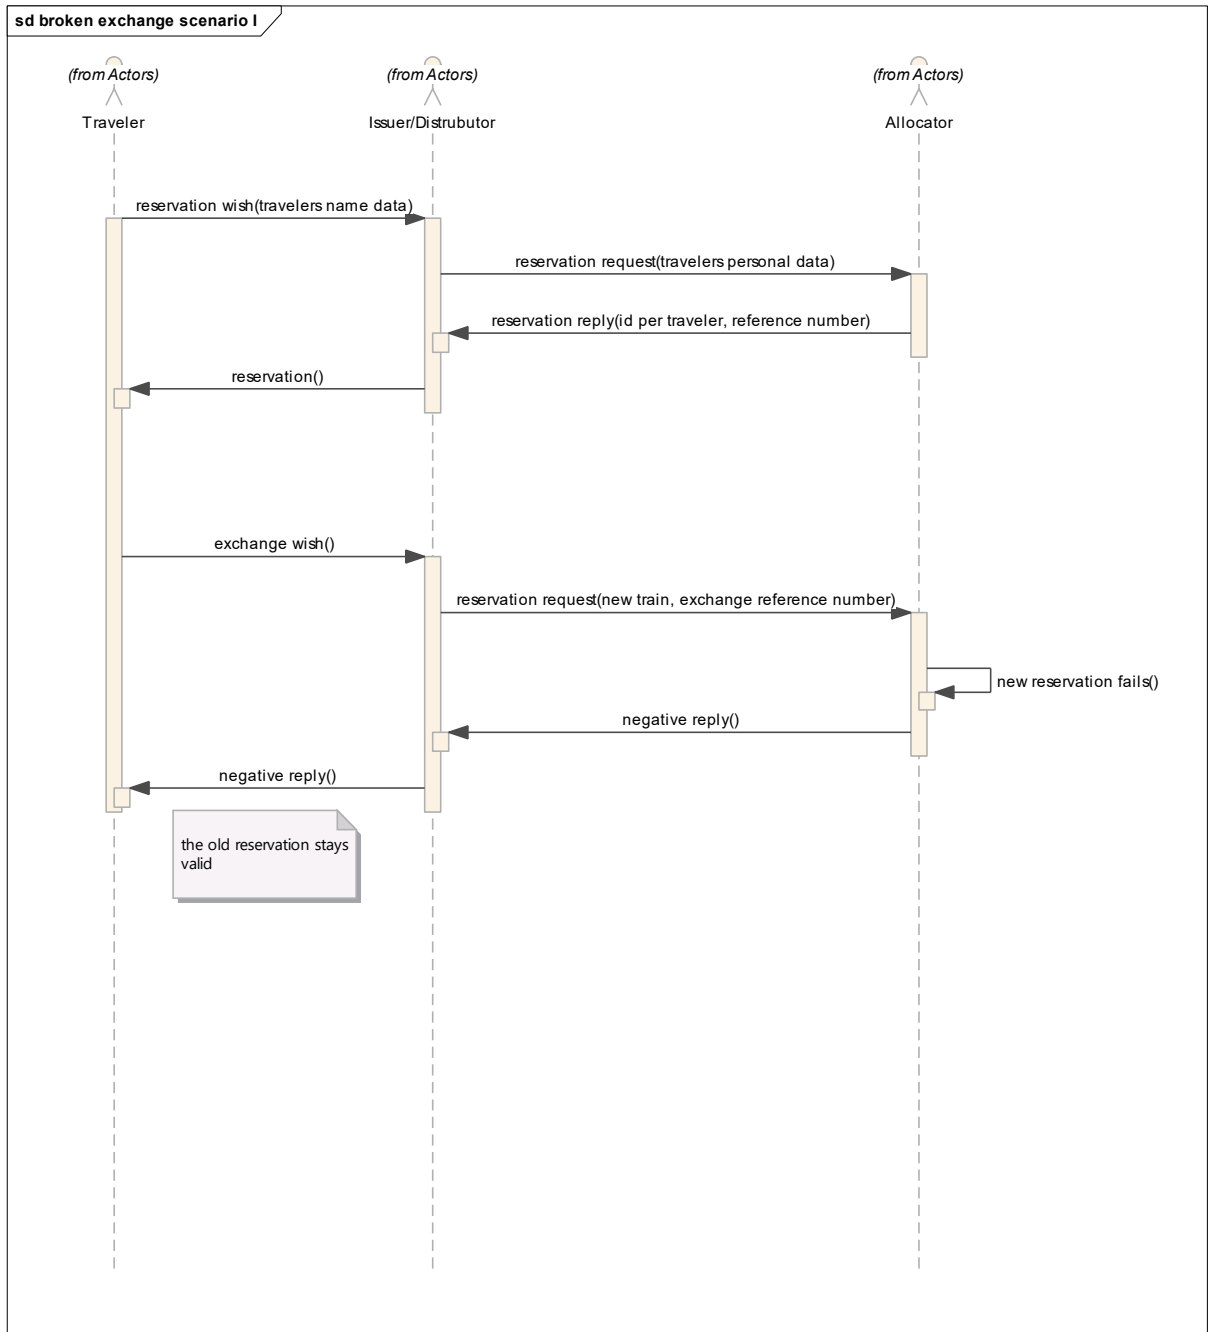 sd broken exchange scenario I
(from Actors)
(from Actors)
(from Actors)
Traveler
Issuer/Distrubutor
Allocator
reservation wish(travelers name data)
reservation request(travelers personal data)
reservation reply(id per traveler, reference number)
reservation()
exchange wish()
reservation request(new train, exchange reference number)
new reservation fails()
negative reply()
negative reply()
the old reservation stays
valid